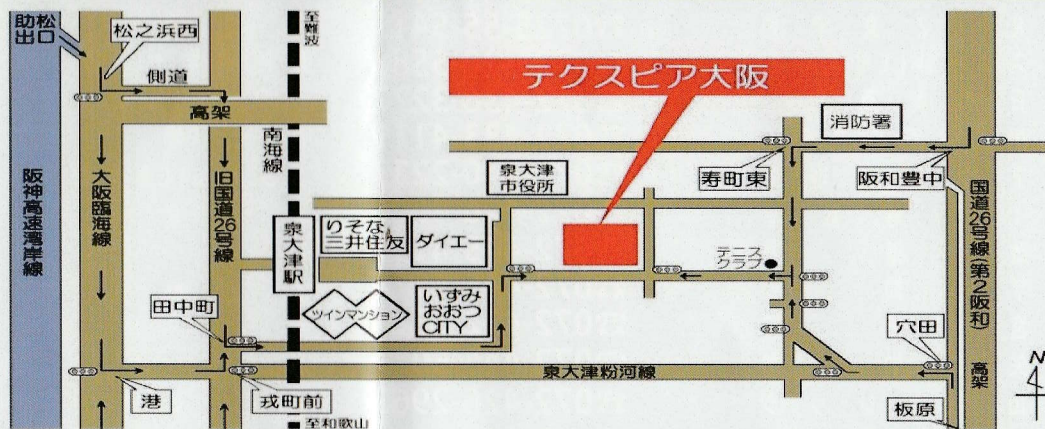 助松
出口
松之浜西
側道
高架
至難波
南海線
阪神高速湾岸線
大阪臨海線
旧国道26号線
泉大津駅
テクスピア大阪
泉大津
市役所
りそな
三井住友
ダイエー
ツインマンション
いずみ
おおつ
CITY
田中町
港
戎町前
至和歌山
泉大津粉河線
消防署
寿町東
阪和豊中
テニス
クラブ
国道26号線(第2阪和)
穴田
高架
板原
N